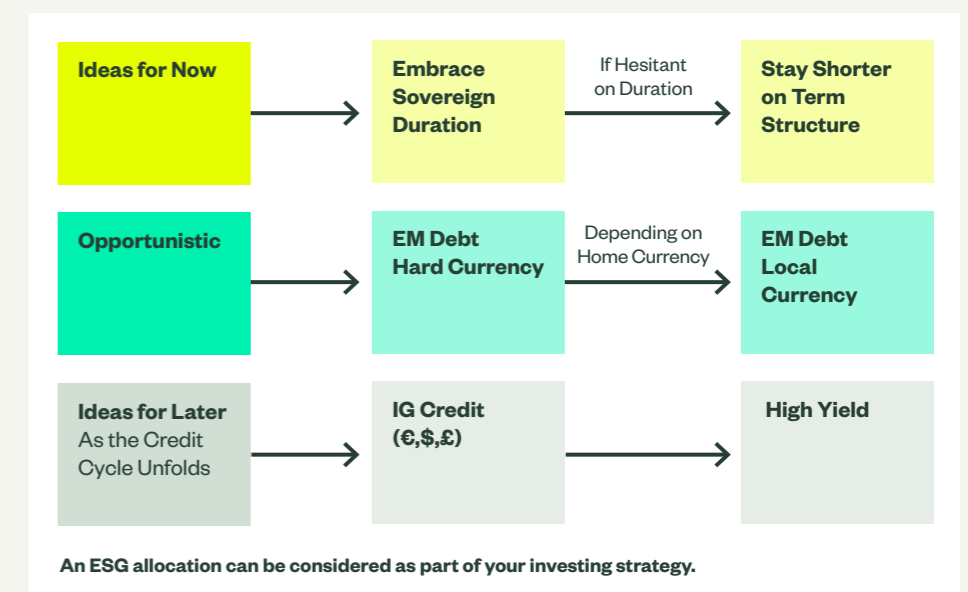 Ideas for Now
Embrace
Sovereign
Duration
If Hesitant
on Duration
Stay Shorter
on Term
Structure
Opportunistic
EM Debt
Hard Currency
Depending on
Home Currency
EM Debt
Local
Currency
Ideas for Later
As the Credit
Cycle Unfolds
IG Credit
(€,$,£)
High Yield
An ESG allocation can be considered as part of your investing strategy.